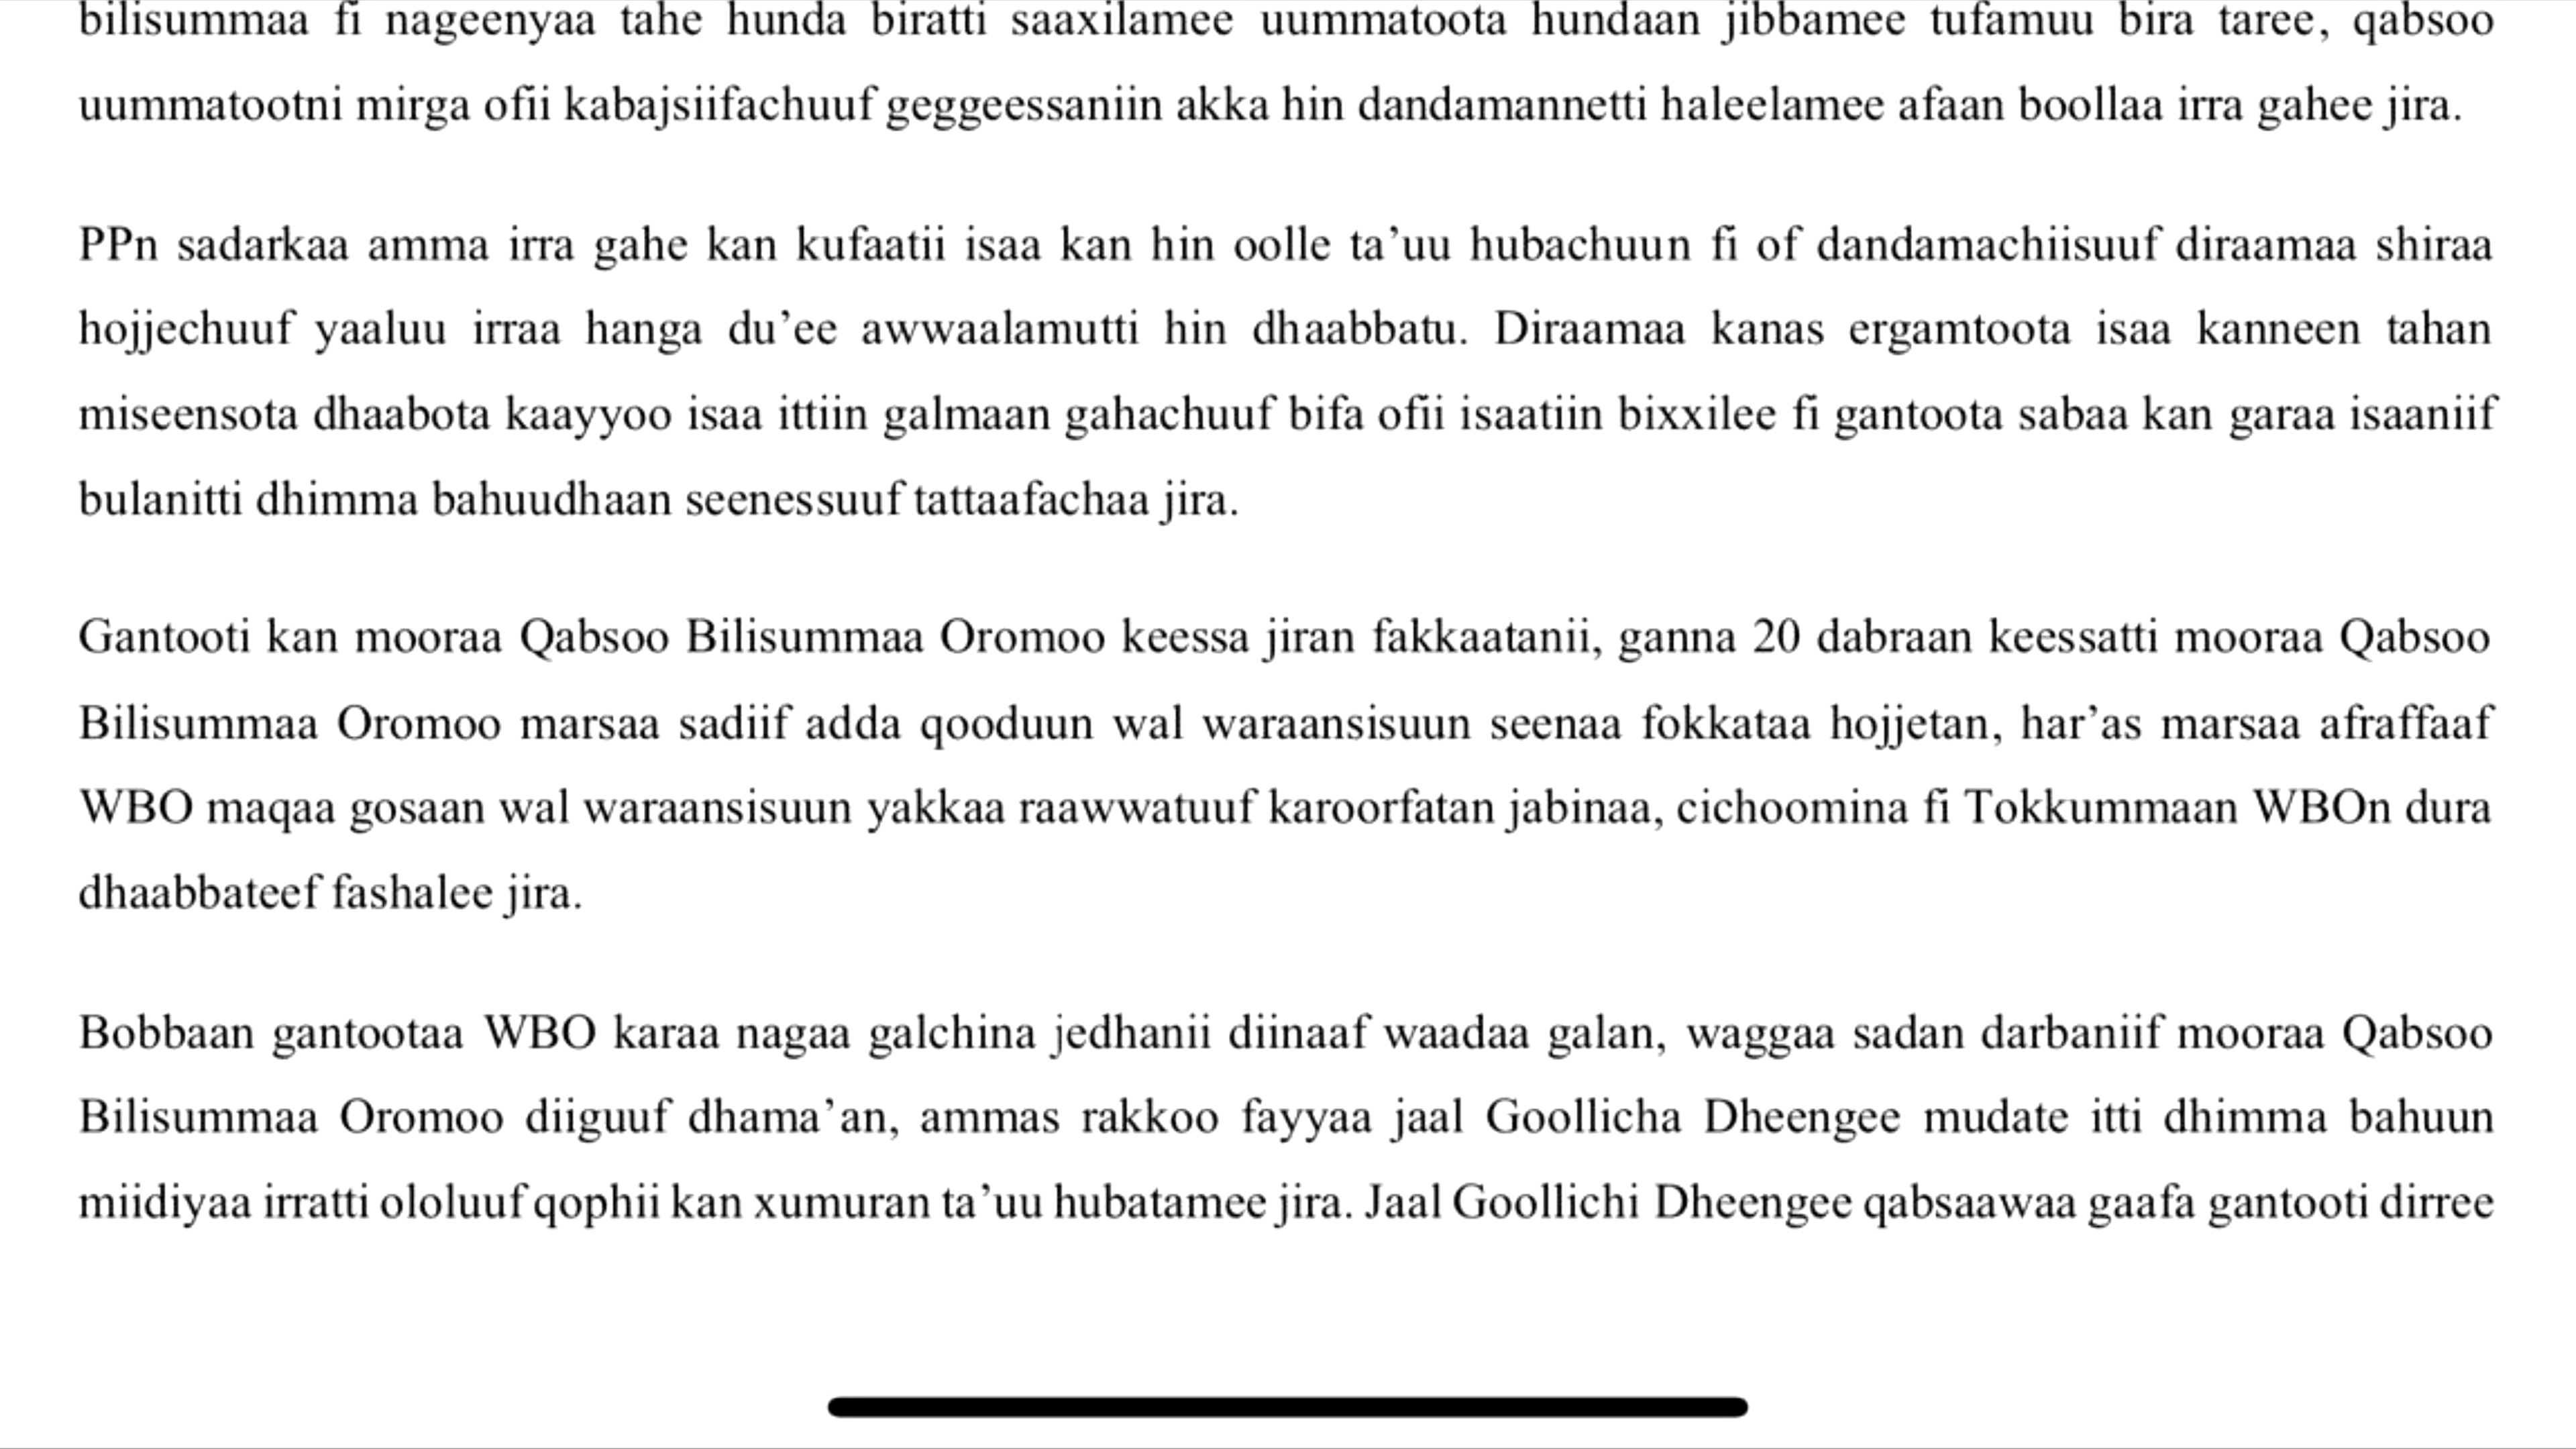 bilisummaa fi nageenyaa tahe hunda biratti saaxilamee uummatoota hundaan jibbamee tufamuu bira taree, qabsoo
uummatootni mirga ofii kabajsiifachuuf geggeessaniin akka hin dandamannetti haleelamee afaan boollaa irra gahee jira.
PPn sadarkaa amma irra gahe kan kufaatii isaa kan hin oolle ta’uu hubachuun fi of dandamachiisuuf diraamaa shiraa
hojjechuuf yaaluu irraa hanga du’ee awwaalamutti hin dhaabbatu. Diraamaa kanas ergamtoota isaa kanneen tahan
miseensota dhaabota kaayyoo isaa ittiin galmaan gahachuuf bifa ofii isaatiin bixxilee fi gantoota sabaa kan garaa isaaniif
bulanitti dhimma bahuudhaan seenessuuf tattaafachaa jira.
Gantooti kan mooraa Qabsoo Bilisummaa Oromoo keessa jiran fakkaatanii, ganna 20 dabraan keessatti mooraa Qabsoo
Bilisummaa Oromoo marsaa sadiif adda qooduun wal waraansisuun seenaa fokkataa hojjetan, har’as marsaa afraffaaf
WBO maqaa gosaan wal waraansisuun yakkaa raawwatuuf karoorfatan jabinaa, cichoomina fi Tokkummaan WBOn dura
dhaabbateef fashalee jira.
Bobbaan gantootaa WBO karaa nagaa galchina jedhanii diinaaf waadaa galan, waggaa sadan darbaniif mooraa Qabsoo
Bilisummaa Oromoo diiguuf dhama’an, ammas rakkoo fayyaa jaal Goollicha Dheengee mudate itti dhimma bahuun
miidiyaa irratti ololuuf qophii kan xumuran ta’uu hubatamee jira. Jaal Goollichi Dheengee qabsaawaa gaafa gantooti dirree